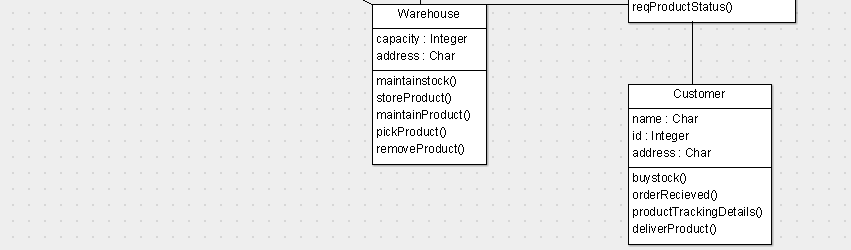 reqProductStatus()
Warehouse
capacity : Integer
address : Char
maintainstock()
storeProduct()
maintainProduct()
pickProduct()
removeProduct()
Customer
name : Char
id : Integer
address : Char
buystock()
orderRecieved()
productTrackingDetails()
deliverProduct()